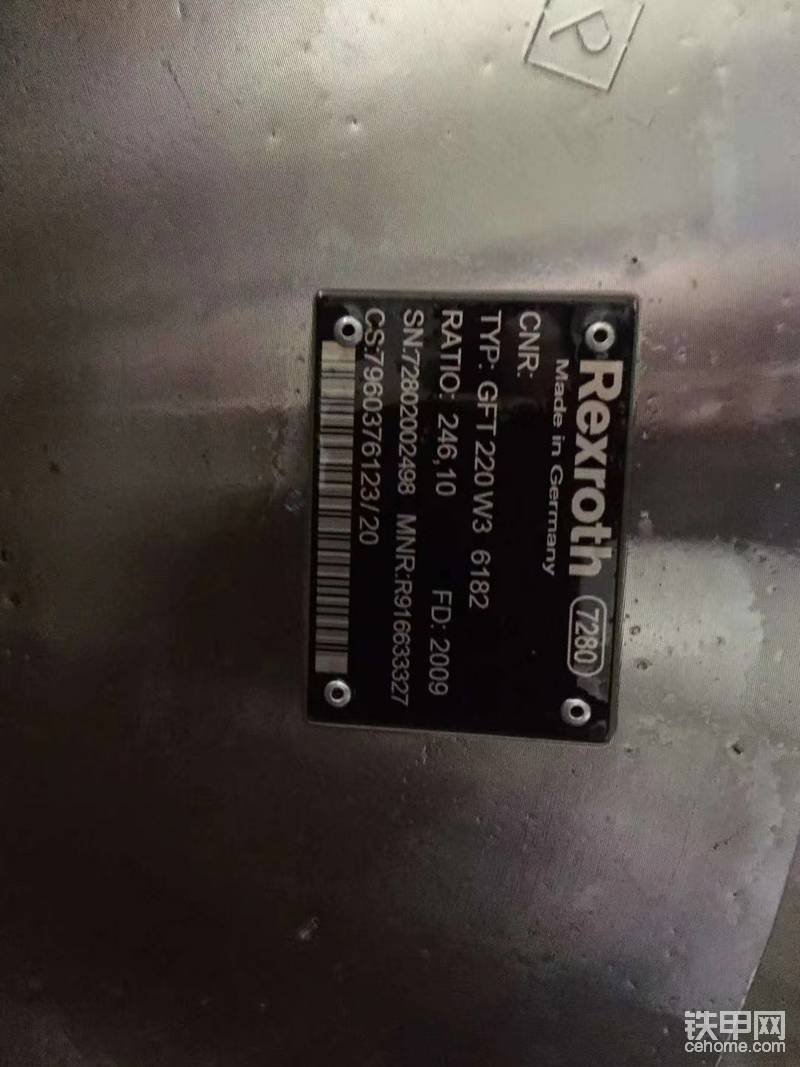 P
Rexroth 7280
Made in Germany
CNR:
TYP: GFT 220 W3 6182
RATIO: 246,10 FD: 2009
SN:72802002498 MNR:R916633327
CS:7960376123/20
铁甲网
cehome.com